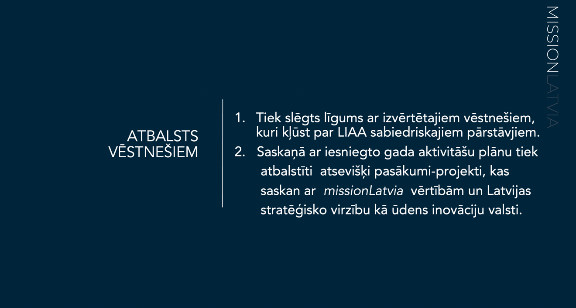 MISSIONLATVIA
ATBALSTS
VĒSTNEŠIEM
1. Tiek slēgts līgums ar izvērtētajiem vēstnešiem,
kuri kļūst par LIAA sabiedriskajiem pārstāvjiem.
2. Saskaņā ar iesniegto gada aktivitāšu plānu tiek
atbalstīti atsevišķi pasākumi-projekti, kas
saskan ar missionLatvia vērtībām un Latvijas
stratēģisko virzību kā ūdens inovāciju valsti.